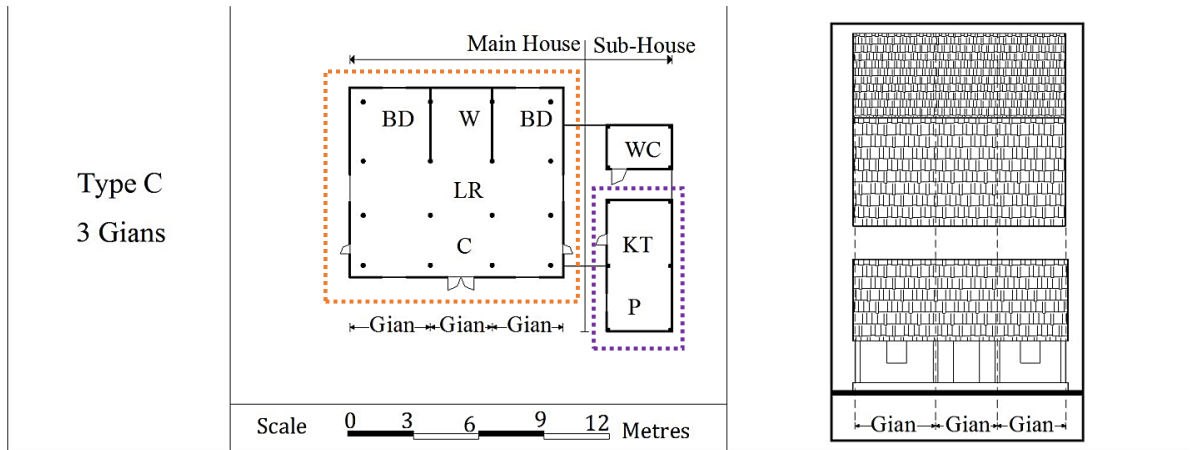 Type C
3 Gians
Main House Sub-House
BD W BD
WC
LR
KT
C
P
Gian Gian Gian
Scale 0 3 6 9 12 Metres
Gian Gian Gian